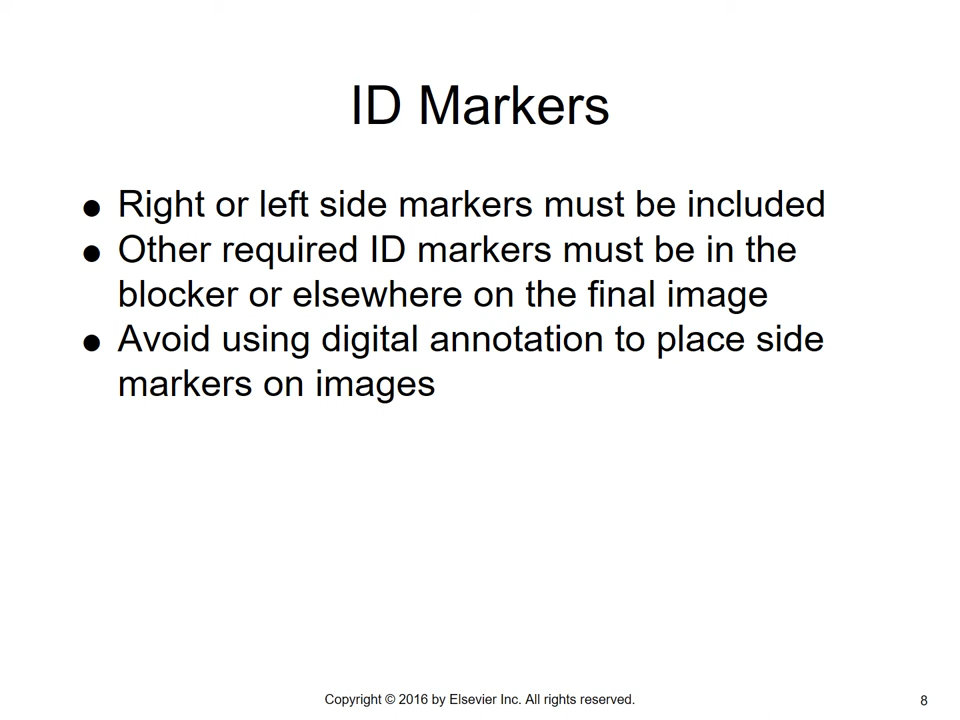 ID Markers
● Right or left side markers must be included
● Other required ID markers must be in the
blocker or elsewhere on the final image
● Avoid using digital annotation to place side
markers on images
Copyright © 2016 by Elsevier Inc. All rights reserved.
8